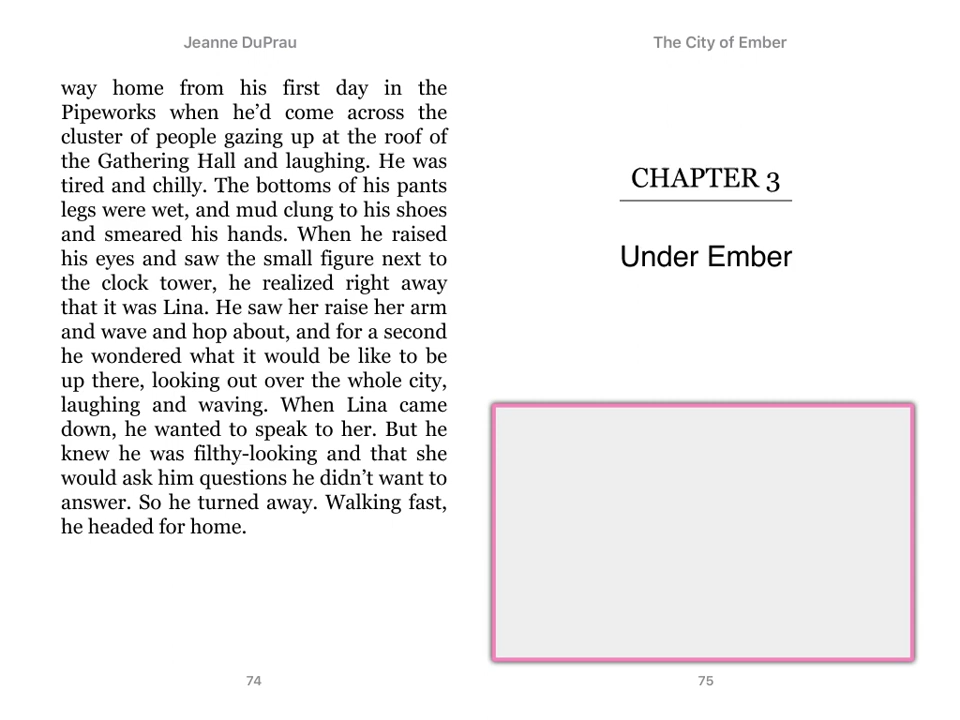 Jeanne DuPrau
way home from his first day in the
Pipeworks when he’d come across the
cluster of people gazing up at the roof of
the Gathering Hall and laughing. He was
tired and chilly. The bottoms of his pants
legs were wet, and mud clung to his shoes
and smeared his hands. When he raised
his eyes and saw the small figure next to
the clock tower, he realized right away
that it was Lina. He saw her raise her arm
and wave and hop about, and for a second
he wondered what it would be like to be
up there, looking out over the whole city,
laughing and waving. When Lina came
down, he wanted to speak to her. But he
knew he was filthy-looking and that she
would ask him questions he didn’t want to
answer. So he turned away. Walking fast,
he headed for home.
74
The City of Ember
CHAPTER 3
Under Ember
75